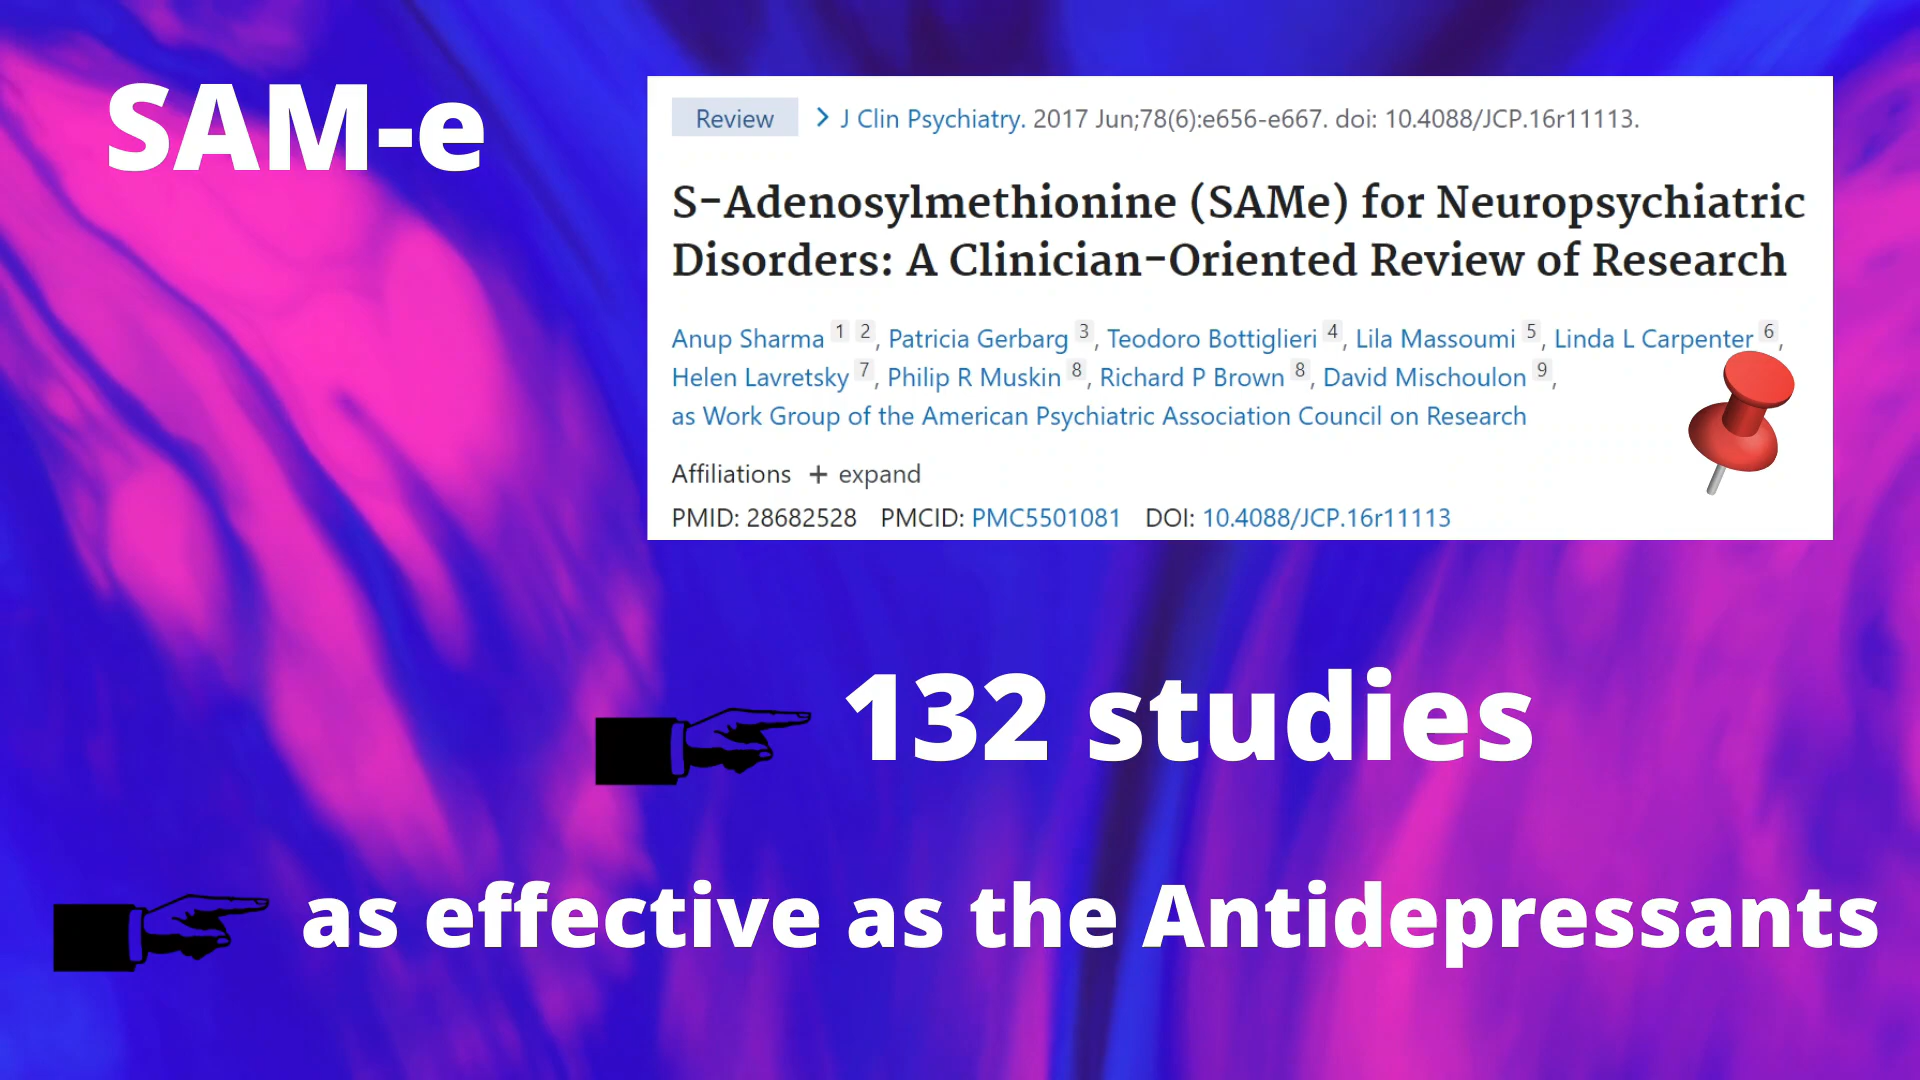 SAM-e
Review > J Clin Psychiatry. 2017 Jun;78(6):e656-e667. doi: 10.4088/JCP.16r11113.
S-Adenosylmethionine (SAMe) for Neuropsychiatric
Disorders: A Clinician-Oriented Review of Research
Anup Sharma 1 2, Patricia Gerbarg 3, Teodoro Bottiglieri 4, Lila Massoumi 5, Linda L Carpenter 6,
Helen Lavretsky 7, Philip R Muskin 8, Richard P Brown 8, David Mischoulon 9,
as Work Group of the American Psychiatric Association Council on Research
Affiliations + expand
PMID: 28682528 PMCID: PMC5501081 DOI: 10.4088/JCP.16r11113
132 studies
as effective as the Antidepressants